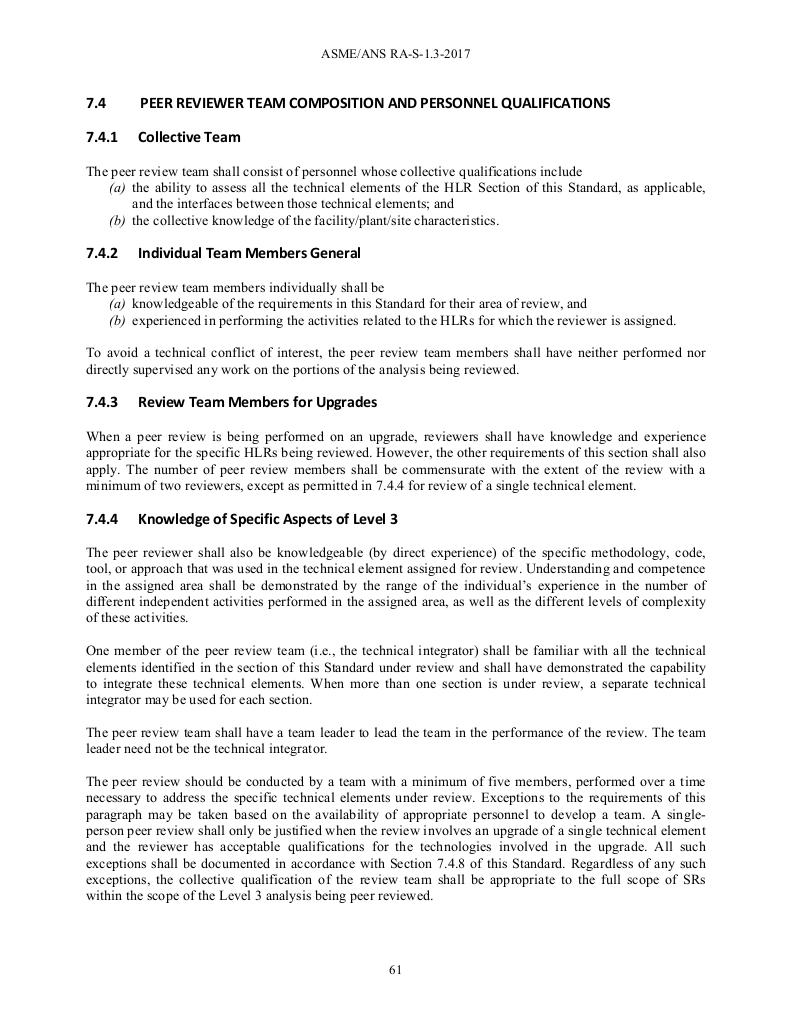 ASME/ANS RA-S-1.3-2017
7.4 PEER REVIEWER TEAM COMPOSITION AND PERSONNEL QUALIFICATIONS
7.4.1 Collective Team
The peer review team shall consist of personnel whose collective qualifications include
(a) the ability to assess all the technical elements of the HLR Section of this Standard, as applicable,
and the interfaces between those technical elements; and
(b) the collective knowledge of the facility/plant/site characteristics.
7.4.2 Individual Team Members General
The peer review team members individually shall be
(a) knowledgeable of the requirements in this Standard for their area of review, and
(b) experienced in performing the activities related to the HLRs for which the reviewer is assigned.
To avoid a technical conflict of interest, the peer review team members shall have neither performed nor
directly supervised any work on the portions of the analysis being reviewed.
7.4.3 Review Team Members for Upgrades
When a peer review is being performed on an upgrade, reviewers shall have knowledge and experience
appropriate for the specific HLRs being reviewed. However, the other requirements of this section shall also
apply. The number of peer review members shall be commensurate with the extent of the review with a
minimum of two reviewers, except as permitted in 7.4.4 for review of a single technical element.
7.4.4 Knowledge of Specific Aspects of Level 3
The peer reviewer shall also be knowledgeable (by direct experience) of the specific methodology, code,
tool, or approach that was used in the technical element assigned for review. Understanding and competence
in the assigned area shall be demonstrated by the range of the individual's experience in the number of
different independent activities performed in the assigned area, as well as the different levels of complexity
of these activities.
One member of the peer review team (i.e., the technical integrator) shall be familiar with all the technical
elements identified in the section of this Standard under review and shall have demonstrated the capability
to integrate these technical elements. When more than one section is under review, a separate technical
integrator may be used for each section.
The peer review team shall have a team leader to lead the team in the performance of the review. The team
leader need not be the technical integrator.
The peer review should be conducted by a team with a minimum of five members, performed over a time
necessary to address the specific technical elements under review. Exceptions to the requirements of this
paragraph may be taken based on the availability of appropriate personnel to develop a team. A single-
person peer review shall only be justified when the review involves an upgrade of a single technical element
and the reviewer has acceptable qualifications for the technologies involved in the upgrade. All such
exceptions shall be documented in accordance with Section 7.4.8 of this Standard. Regardless of any such
exceptions, the collective qualification of the review team shall be appropriate to the full scope of SRs
within the scope of the Level 3 analysis being peer reviewed.
61